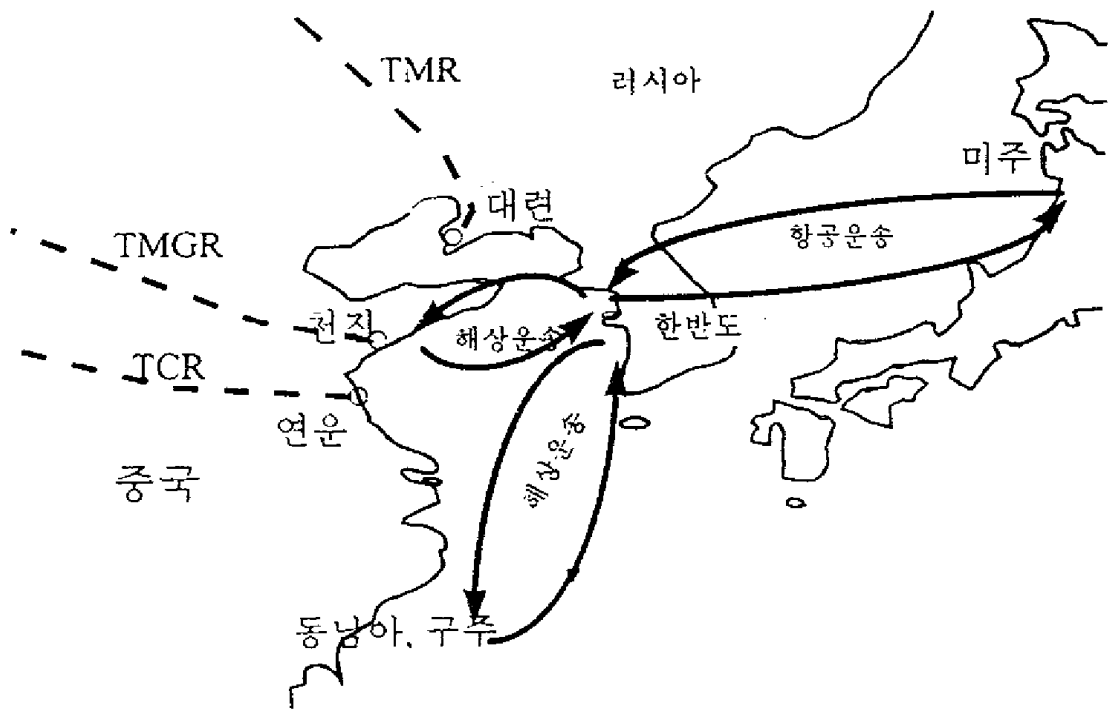 TMR
러시아
미주
대련
항공운송
TMGR
천진
해상운송
한반도
TCR
연운
해상운송
중국
동남아, 구주